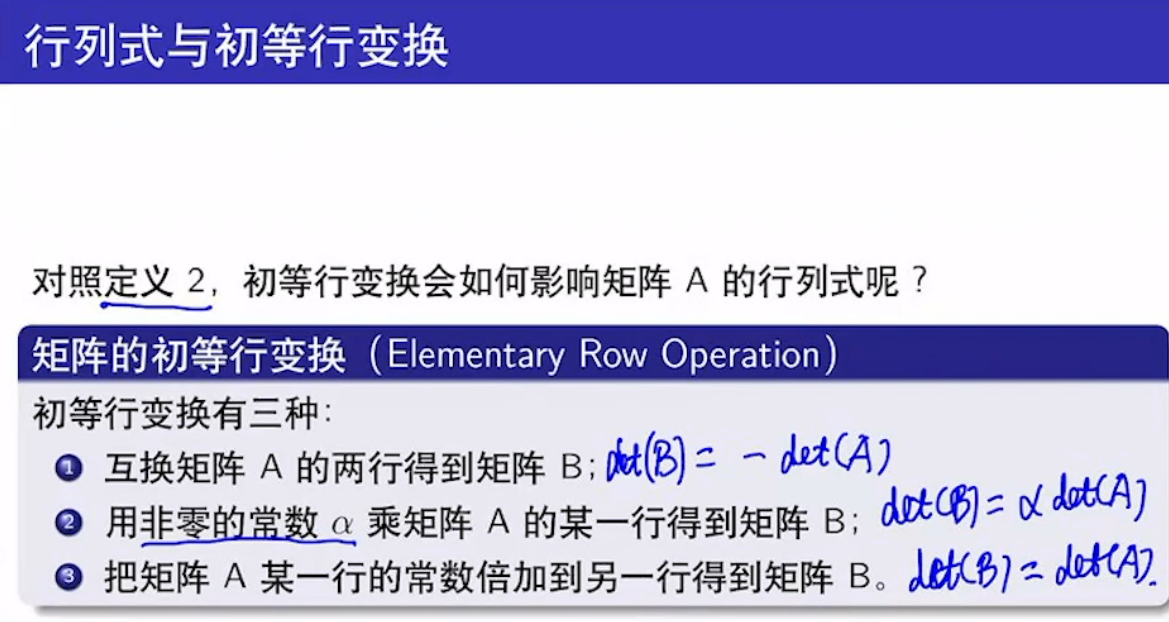 行列式与初等行变换
对照定义 2，初等行变换会如何影响矩阵 A 的行列式呢？
矩阵的初等行变换（Elementary Row Operation）
初等行变换有三种：
1 互换矩阵 A 的两行得到矩阵 B; det(B) = - det(A)
2 用非零的常数 α 乘矩阵 A 的某一行得到矩阵 B; det(B) = α det(A)
3 把矩阵 A 某一行的常数倍加到另一行得到矩阵 B。 det(B) = det(A).